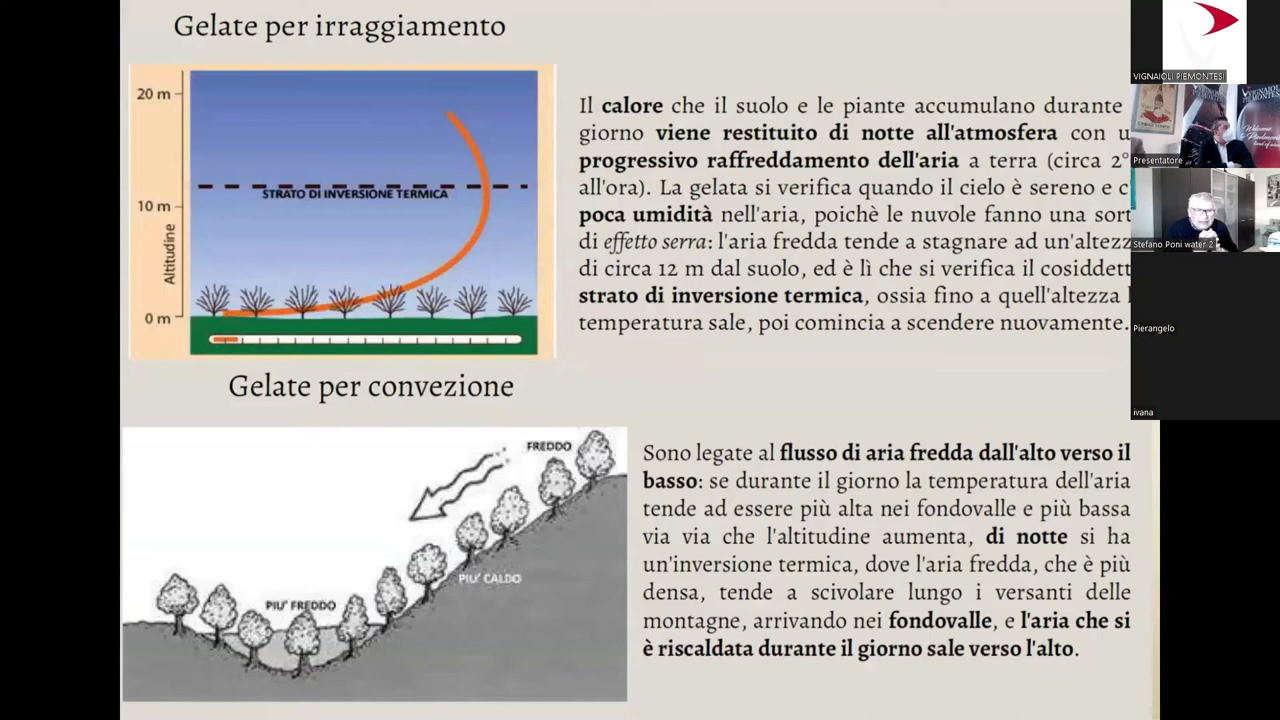 Gelate per irraggiamento
20 m
10 m
0 m
Altitudine
STRATO DI INVERSIONE TERMICA
Il calore che il suolo e le piante accumulano durante
giorno viene restituito di notte all'atmosfera con
progressivo raffreddamento dell'aria a terra (circa 2°
all'ora). La gelata si verifica quando il cielo è sereno e
poca umidità nell'aria, poichè le nuvole fanno una
di effetto serra: l'aria fredda tende a stagnare ad
di circa 12 m dal suolo, ed è lì che si verifica il
strato di inversione termica, ossia fino a quell'altezza
temperatura sale, poi comincia a scendere nuovamente.
Gelate per convezione
FREDDO
PIU' CALDO
PIU' FREDDO
Sono legate al flusso di aria fredda dall'alto verso il
basso: se durante il giorno la temperatura dell'aria
tende ad essere più alta nei fondovalle e più bassa
via via che l'altitudine aumenta, di notte si ha
un'inversione termica, dove l'aria fredda, che è più
densa, tende a scivolare lungo i versanti delle
montagne, arrivando nei fondovalle, e l'aria che si
è riscaldata durante il giorno sale verso l'alto.
VIGNAIOLI PIEMONTESI
Presentatore
Stefano Poni water 2
Pierangelo
ivana